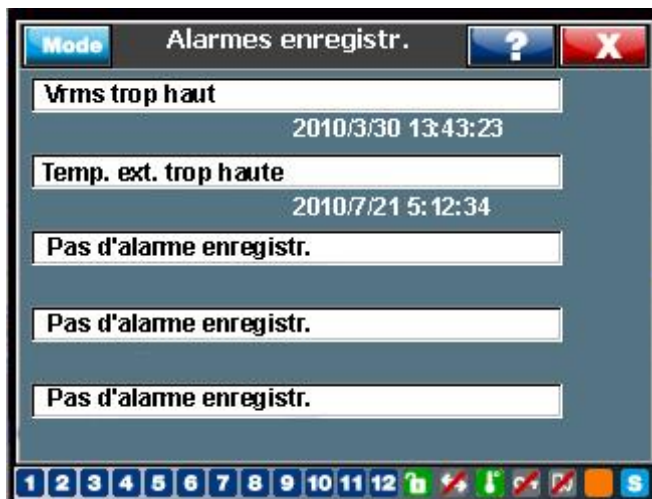 Mode Alarmes enregistr. ? X
Vrms trop haut
2010/3/30 13:43:23
Temp. ext. trop haute
2010/7/21 5:12:34
Pas d'alarme enregistr.
Pas d'alarme enregistr.
Pas d'alarme enregistr.
1 2 3 4 5 6 7 8 9 10 11 12 S